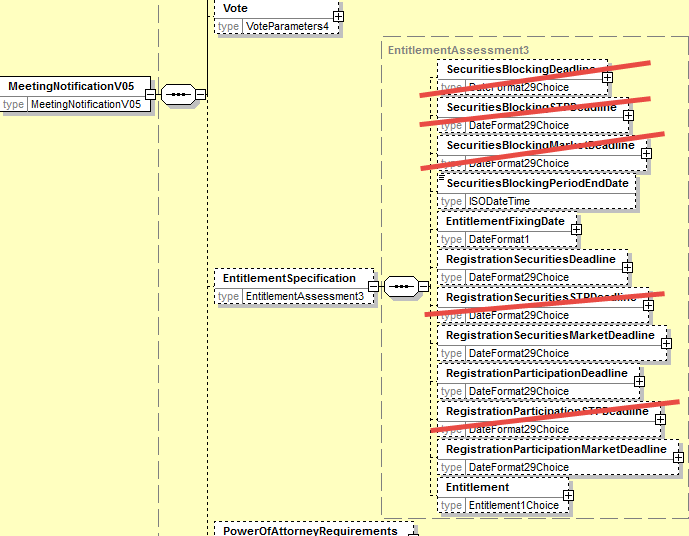 Vote
type VoteParameters4
EntitlementAssessment3
SecuritiesBlockingDeadline
type DateFormat29Choice
MeetingNotificationV05
type MeetingNotificationV05
SecuritiesBlockingSTPDeadline
type DateFormat29Choice
SecuritiesBlockingMarketDeadline
type DateFormat29Choice
SecuritiesBlockingPeriodEndDate
type ISODateTime
EntitlementFixingDate
type DateFormat1
RegistrationSecuritiesDeadline
type DateFormat29Choice
EntitlementSpecification
type EntitlementAssessment3
RegistrationSecuritiesSTPDeadline
type DateFormat29Choice
RegistrationSecuritiesMarketDeadline
type DateFormat29Choice
RegistrationParticipationDeadline
type DateFormat29Choice
RegistrationParticipationSTPDeadline
type DateFormat29Choice
RegistrationParticipationMarketDeadline
type DateFormat29Choice
Entitlement
type Entitlement1Choice
PowerOfAttorneyRequirements